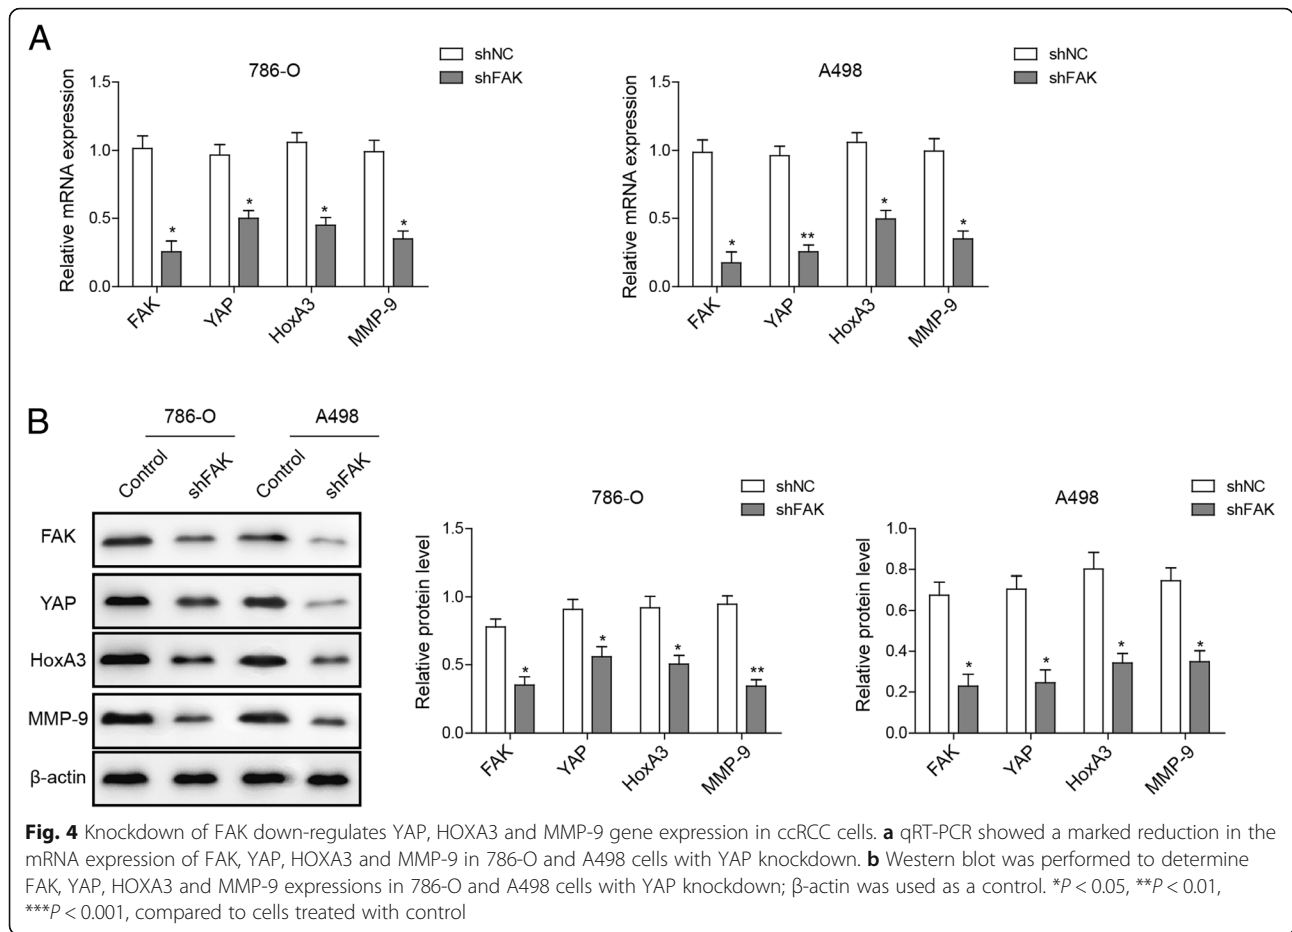 A
shNC
shFAK
786-O
Relative mRNA expression
1.5
1.0
0.5
0.0
*
*
*
*
FAK
YAP
HoxA3
MMP-9
shNC
shFAK
A498
Relative mRNA expression
1.5
1.0
0.5
0.0
*
**
*
*
FAK
YAP
HoxA3
MMP-9
B
786-O
A498
Control
shFAK
Control
shFAK
FAK
YAP
HoxA3
MMP-9
β-actin
shNC
shFAK
786-O
Relative protein level
1.5
1.0
0.5
0.0
*
*
*
**
FAK
YAP
HoxA3
MMP-9
shNC
shFAK
A498
Relative protein level
1.0
0.8
0.6
0.4
0.2
0.0
*
*
*
*
FAK
YAP
HoxA3
MMP-9
Fig. 4 Knockdown of FAK down-regulates YAP, HOXA3 and MMP-9 gene expression in ccRCC cells. a qRT-PCR showed a marked reduction in the
mRNA expression of FAK, YAP, HOXA3 and MMP-9 in 786-O and A498 cells with YAP knockdown. b Western blot was performed to determine
FAK, YAP, HOXA3 and MMP-9 expressions in 786-O and A498 cells with YAP knockdown; β-actin was used as a control. *P < 0.05, **P < 0.01,
***P < 0.001, compared to cells treated with control